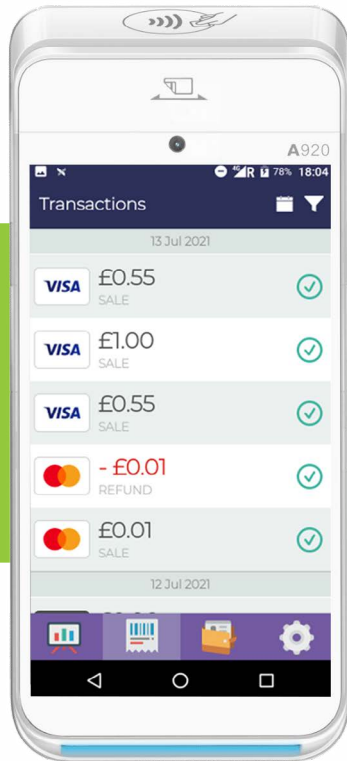 A920
4G R 78% 18:04
Transactions
13 Jul 2021
VISA £0.55
SALE
VISA £1.00
SALE
VISA £0.55
SALE
- £0.01
REFUND
£0.01
SALE
12 Jul 2021